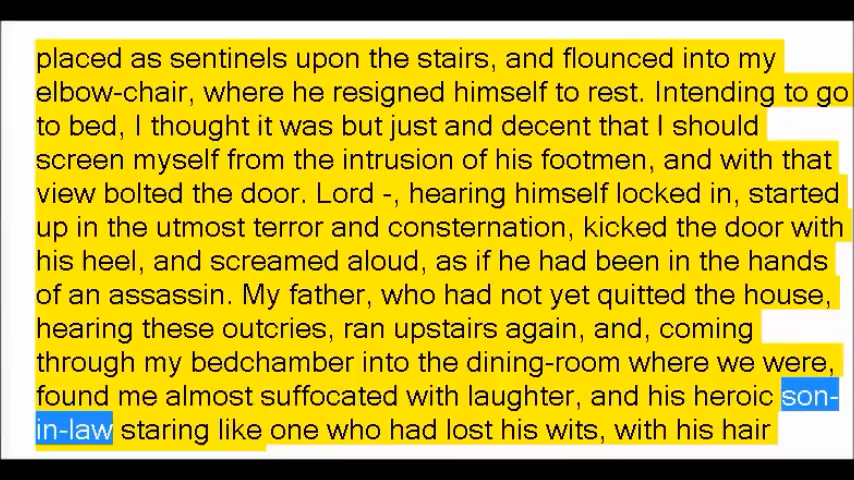 placed as sentinels upon the stairs, and flounced into my
elbow-chair, where he resigned himself to rest. Intending to go
to bed, I thought it was but just and decent that I should
screen myself from the intrusion of his footmen, and with that
view bolted the door. Lord -, hearing himself locked in, started
up in the utmost terror and consternation, kicked the door with
his heel, and screamed aloud, as if he had been in the hands
of an assassin. My father, who had not yet quitted the house,
hearing these outcries, ran upstairs again, and, coming
through my bedchamber into the dining-room where we were,
found me almost suffocated with laughter, and his heroic son-
in-law staring like one who had lost his wits, with his hair